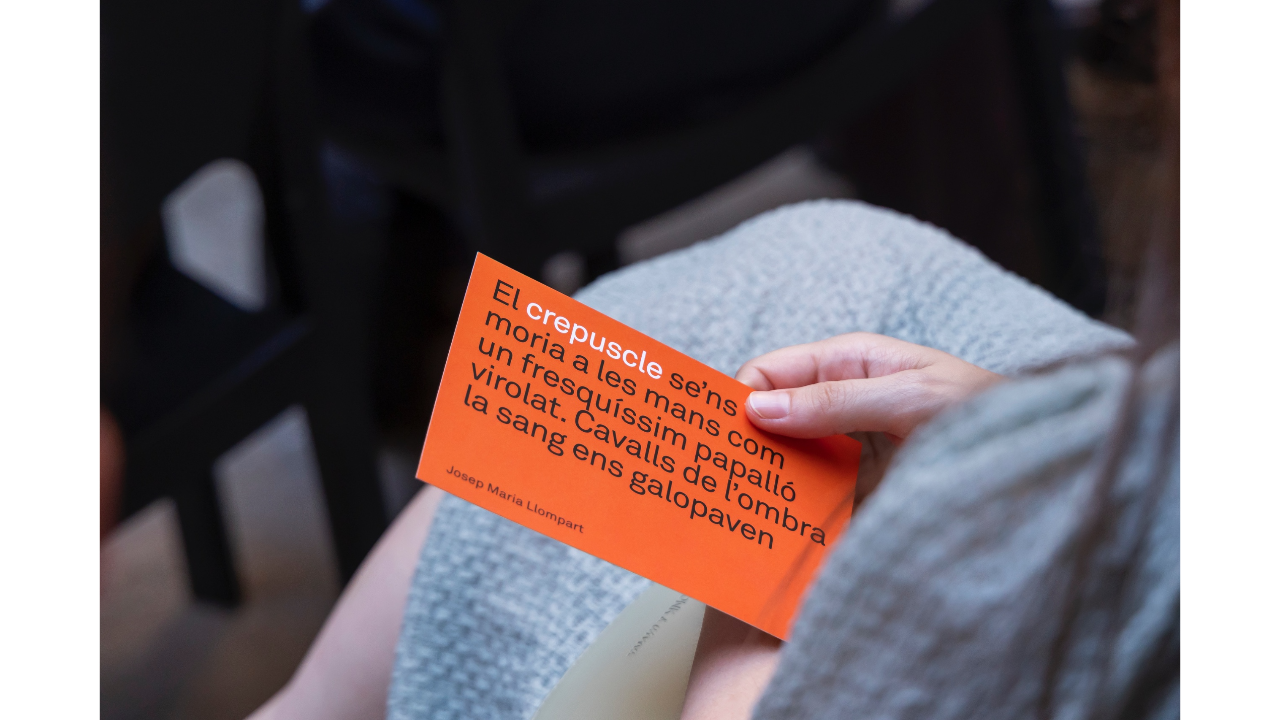 El crepuscle se'ns
moria a les mans com
un fresquíssim papalló
virolat. Cavalls de l'ombra
la sang ens galopaven
Josep Maria Llompart